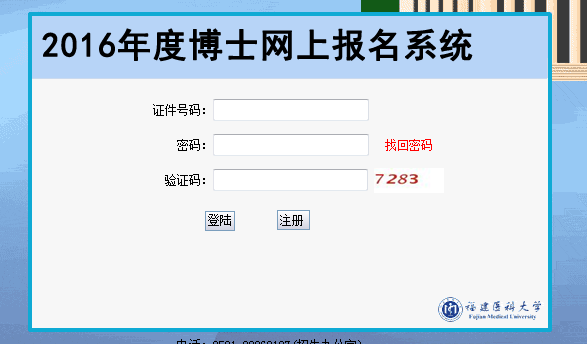 2016年度博士网上报名系统
证件号码：
密码： 找回密码
验证码： 7283
登陆 注册
福建医科大学
Fujian Medical University